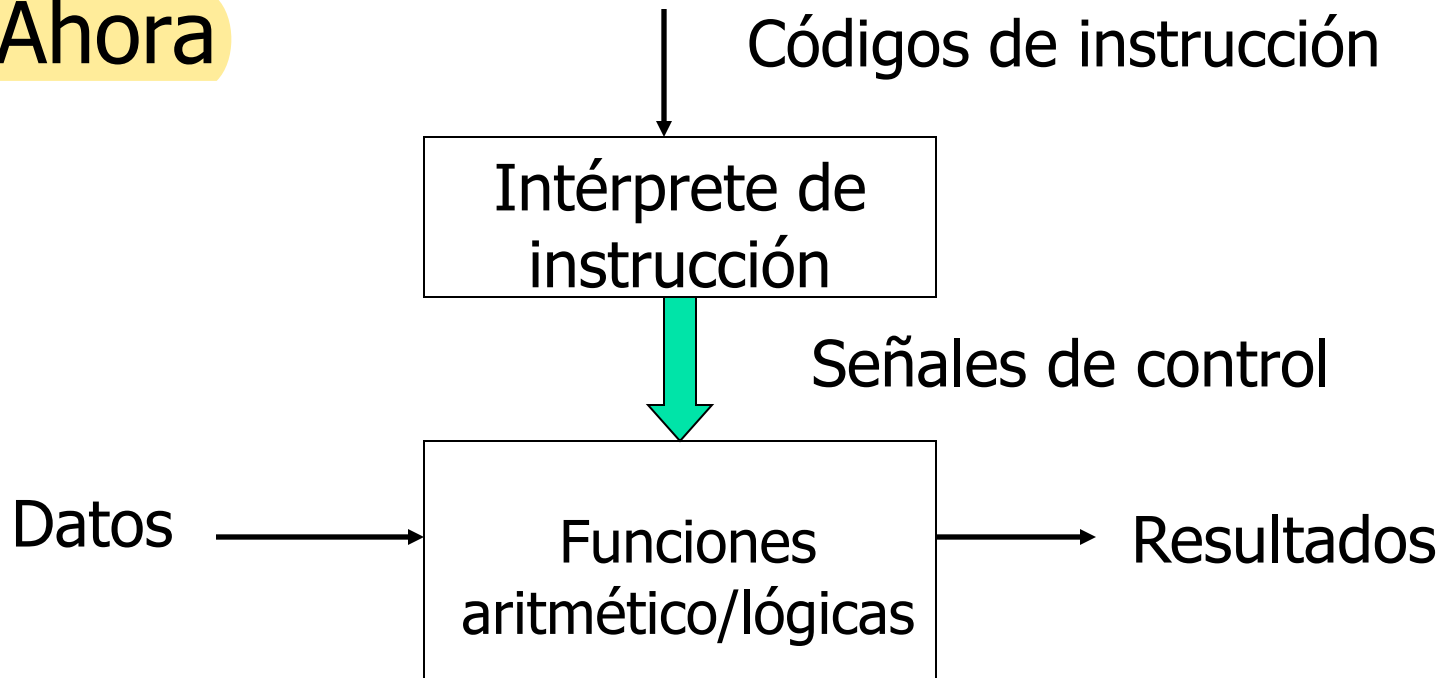 Ahora
Códigos de instrucción
Intérprete de
instrucción
Señales de control
Datos
Funciones
aritmético/lógicas
Resultados